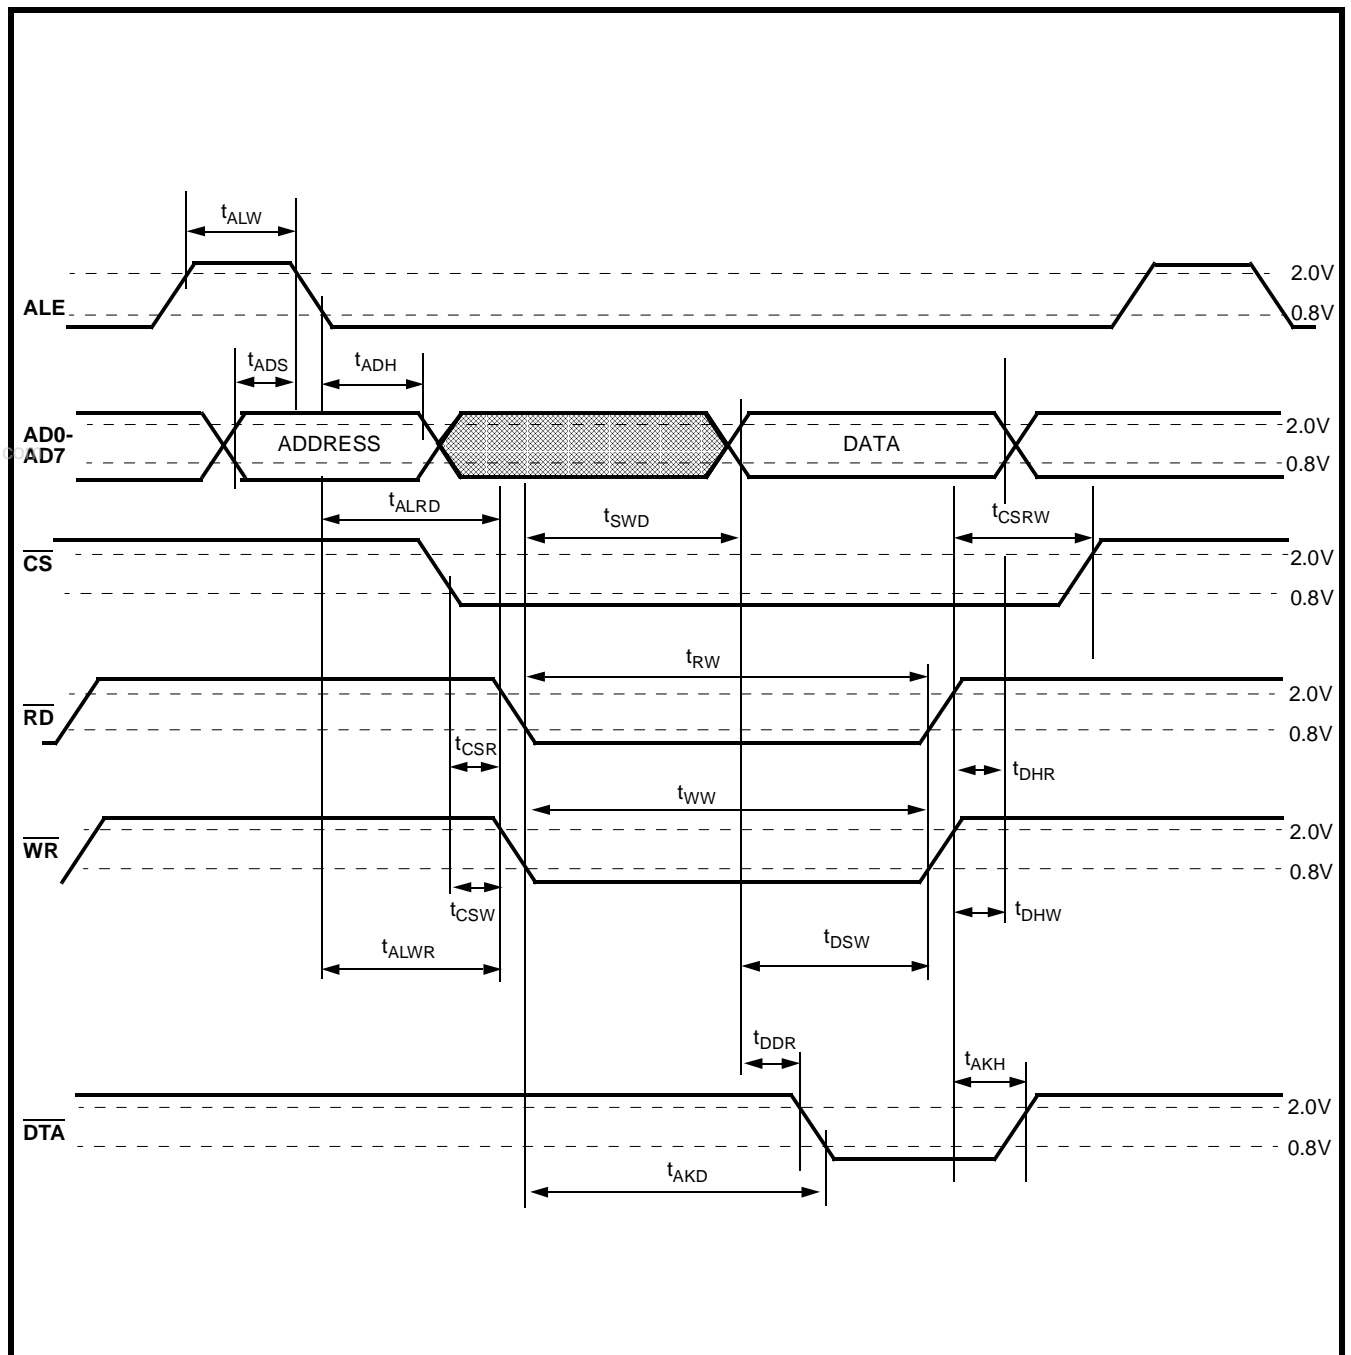 tALW
2.0V
ALE
0.8V
tADS
tADH
AD0-
AD7
ADDRESS
DATA
2.0V
0.8V
com
tALRD
tSWD
tCSRW
CS
2.0V
0.8V
tRW
RD
2.0V
0.8V
tCSR
tDHR
tWW
WR
2.0V
0.8V
tCSW
tDHW
tDSW
tALWR
tDDR
tAKH
DTA
2.0V
0.8V
tAKD